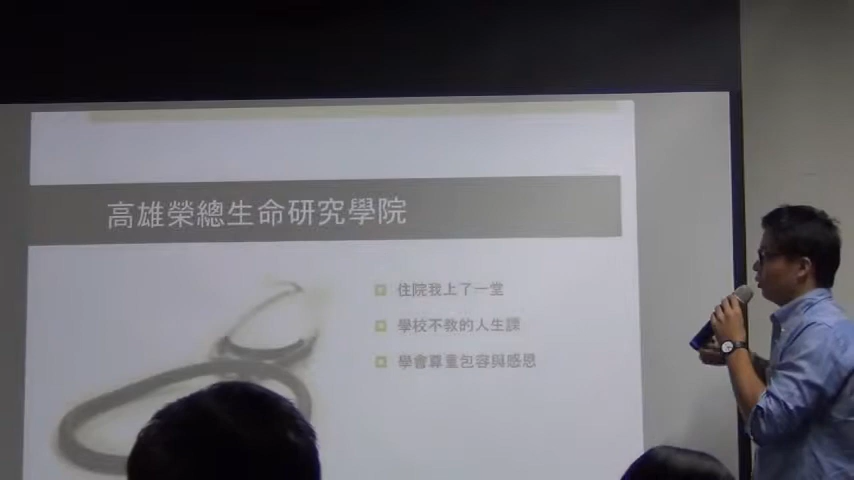 高雄榮總生命研究學院
住院我上了一堂
學校不教的人生課
學會尊重包容與感恩